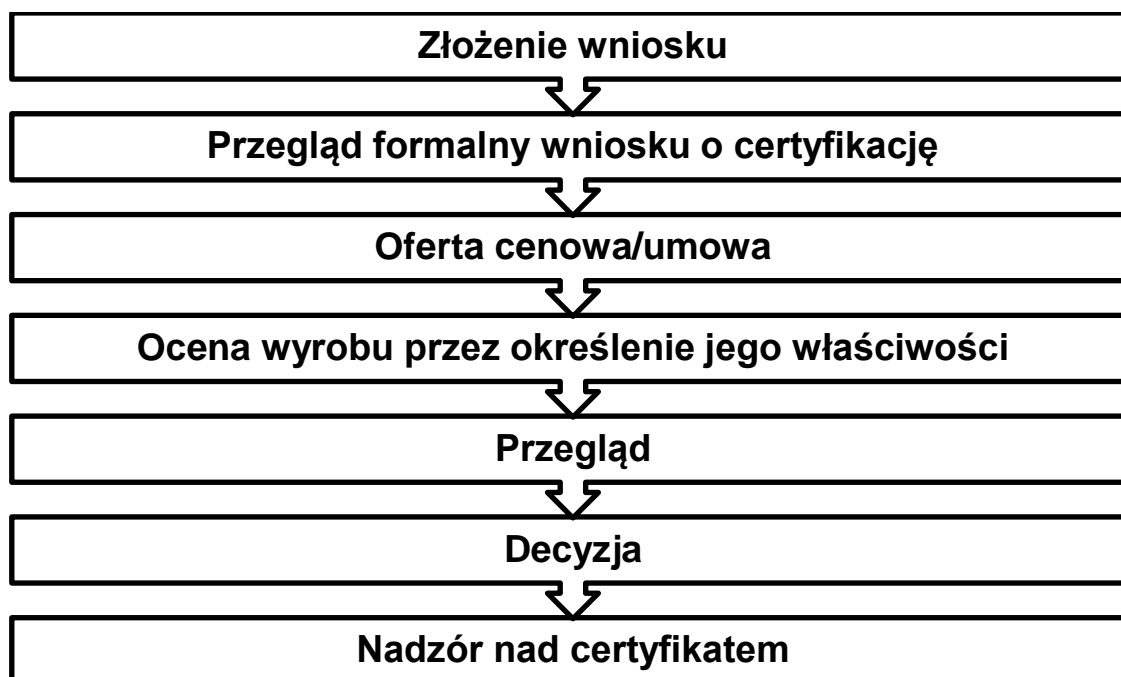 Złożenie wniosku
Przegląd formalny wniosku o certyfikację
Oferta cenowa/umowa
Ocena wyrobu przez określenie jego właściwości
Przegląd
Decyzja
Nadzór nad certyfikatem